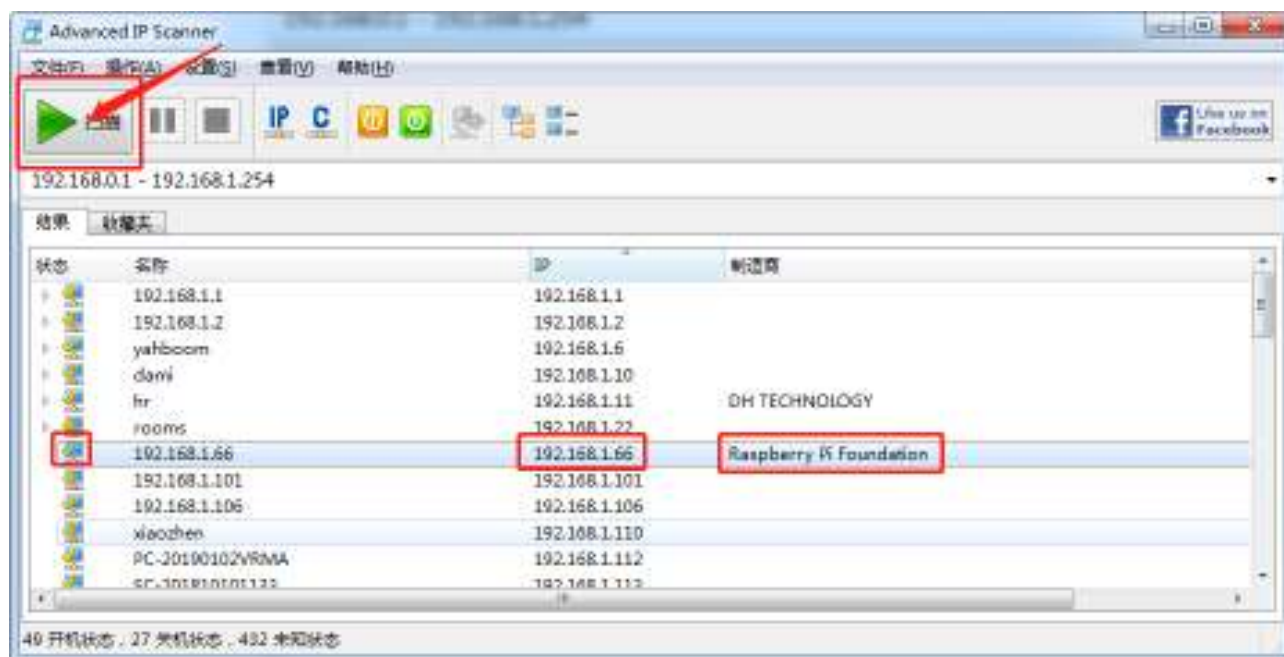 Advanced IP Scanner
文件(F) 操作(A) 设置(S) 查看(V) 帮助(H)
扫描 IP C Like us on
Facebook
192.168.0.1 - 192.168.1.254
结果 收藏夹
状态 名称 IP 制造商
192.168.1.1 192.168.1.1
192.168.1.2 192.168.1.2
yahboom 192.168.1.6
dami 192.168.1.10
hr 192.168.1.11 DH TECHNOLOGY
rooms 192.168.1.22
192.168.1.66 192.168.1.66 Raspberry Pi Foundation
192.168.1.101 192.168.1.101
192.168.1.106 192.168.1.106
xiaozhen 192.168.1.110
PC-20190102VRMA 192.168.1.112
192.168.1.113
49 开机状态，27 关机状态，432 未知状态